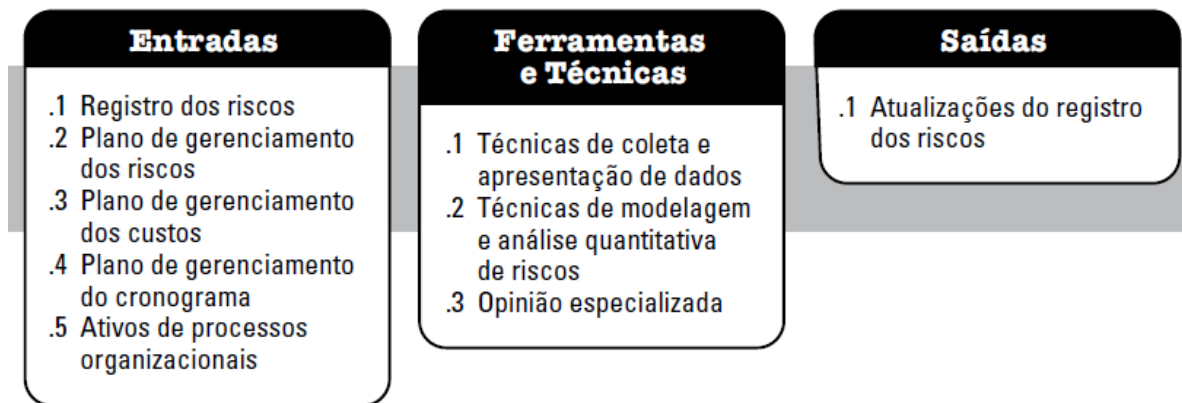 Entradas
.1 Registro dos riscos
.2 Plano de gerenciamento
dos riscos
.3 Plano de gerenciamento
dos custos
.4 Plano de gerenciamento
do cronograma
.5 Ativos de processos
organizacionais
Ferramentas
e Técnicas
.1 Técnicas de coleta e
apresentação de dados
.2 Técnicas de modelagem
e análise quantitativa
de riscos
.3 Opinião especializada
Saídas
.1 Atualizações do registro
dos riscos